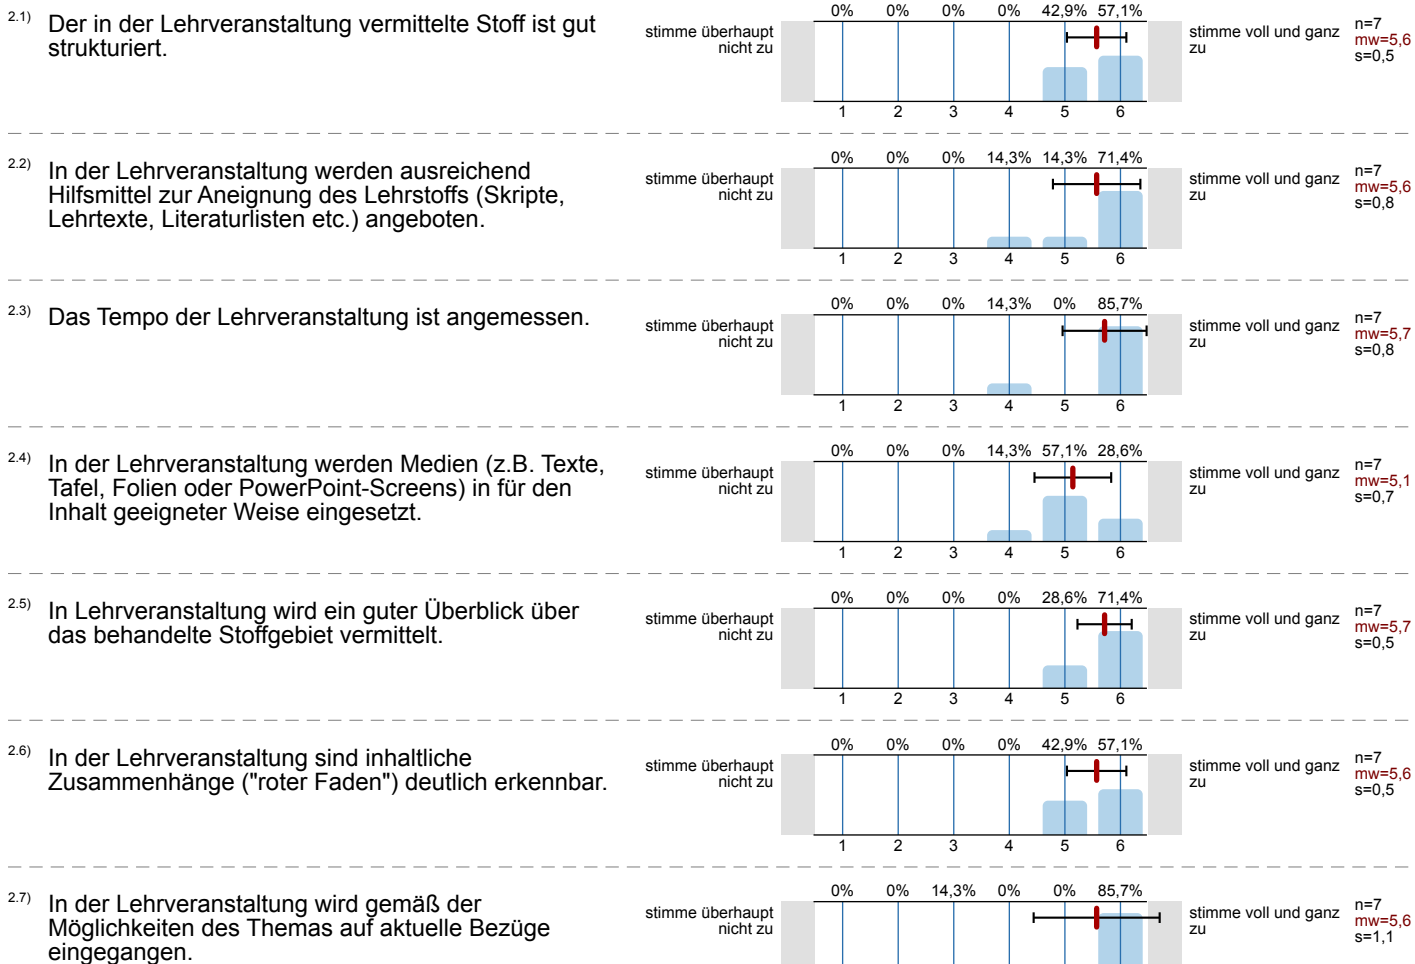 2.1) Der in der Lehrveranstaltung vermittelte Stoff ist gut
strukturiert.
stimme überhaupt
nicht zu
0% 0% 0% 0% 42,9% 57,1%
1 2 3 4 5 6
stimme voll und ganz
zu
n=7
mw=5,6
s=0,5
2.2) In der Lehrveranstaltung werden ausreichend
Hilfsmittel zur Aneignung des Lehrstoffs (Skripte,
Lehrtexte, Literaturlisten etc.) angeboten.
stimme überhaupt
nicht zu
0% 0% 0% 14,3% 14,3% 71,4%
1 2 3 4 5 6
stimme voll und ganz
zu
n=7
mw=5,6
s=0,8
2.3) Das Tempo der Lehrveranstaltung ist angemessen.
stimme überhaupt
nicht zu
0% 0% 0% 14,3% 0% 85,7%
1 2 3 4 5 6
stimme voll und ganz
zu
n=7
mw=5,7
s=0,8
2.4) In der Lehrveranstaltung werden Medien (z.B. Texte,
Tafel, Folien oder PowerPoint-Screens) in für den
Inhalt geeigneter Weise eingesetzt.
stimme überhaupt
nicht zu
0% 0% 0% 14,3% 57,1% 28,6%
1 2 3 4 5 6
stimme voll und ganz
zu
n=7
mw=5,1
s=0,7
2.5) In Lehrveranstaltung wird ein guter Überblick über
das behandelte Stoffgebiet vermittelt.
stimme überhaupt
nicht zu
0% 0% 0% 0% 28,6% 71,4%
1 2 3 4 5 6
stimme voll und ganz
zu
n=7
mw=5,7
s=0,5
2.6) In der Lehrveranstaltung sind inhaltliche
Zusammenhänge ("roter Faden") deutlich erkennbar.
stimme überhaupt
nicht zu
0% 0% 0% 0% 42,9% 57,1%
1 2 3 4 5 6
stimme voll und ganz
zu
n=7
mw=5,6
s=0,5
2.7) In der Lehrveranstaltung wird gemäß der
Möglichkeiten des Themas auf aktuelle Bezüge
eingegangen.
stimme überhaupt
nicht zu
0% 0% 14,3% 0% 0% 85,7%
stimme voll und ganz
zu
n=7
mw=5,6
s=1,1